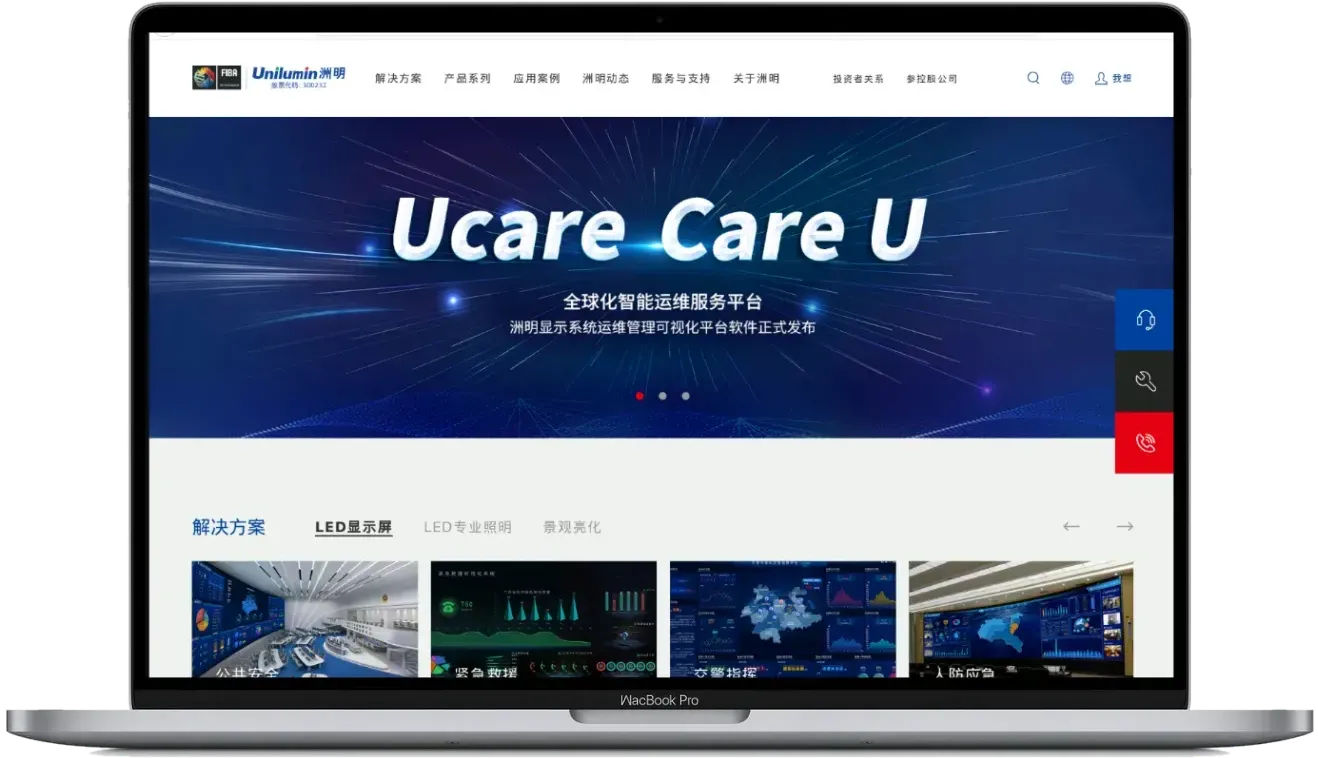 FIBA
Unilumin洲明
股票代码: 300232
解决方案 产品系列 应用案例 洲明动态 服务与支持 关于洲明 投资者关系 参控股公司 我想
Ucare Care U
全球化智能运维服务平台
洲明显示系统运维管理可视化平台软件正式发布
解决方案 LED显示屏 LED专业照明 景观亮化
公共安全 紧急救援 交警指挥 人防应急
MacBook Pro